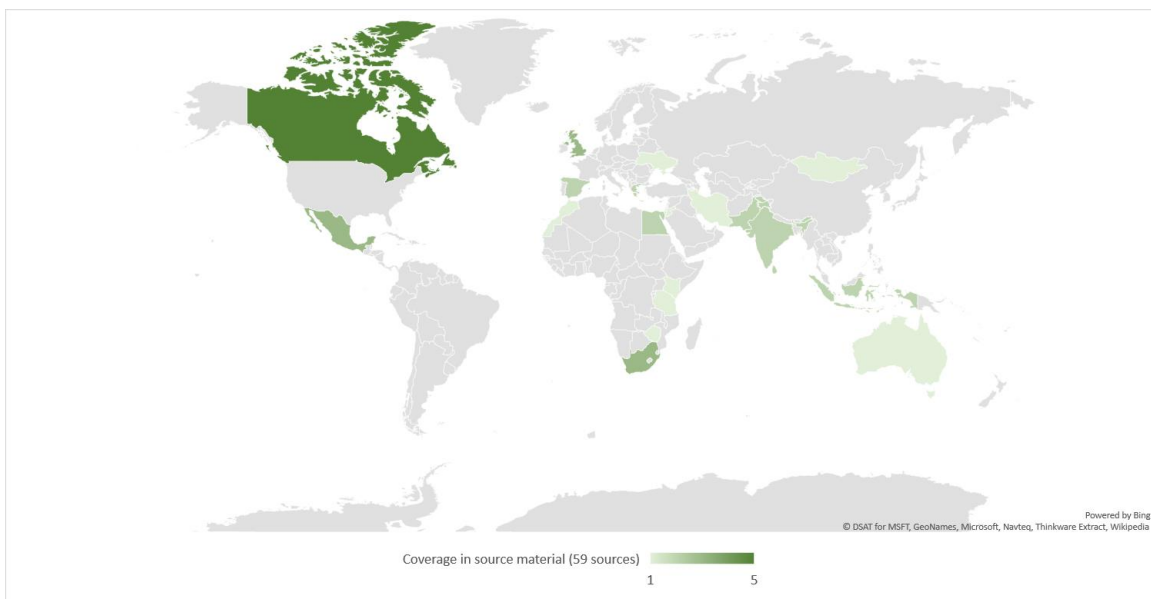 Powered by Bing
© DSAT for MSFT, GeoNames, Microsoft, Navteq, Thinkware Extract, Wikipedia
Coverage in source material (59 sources)
1 5